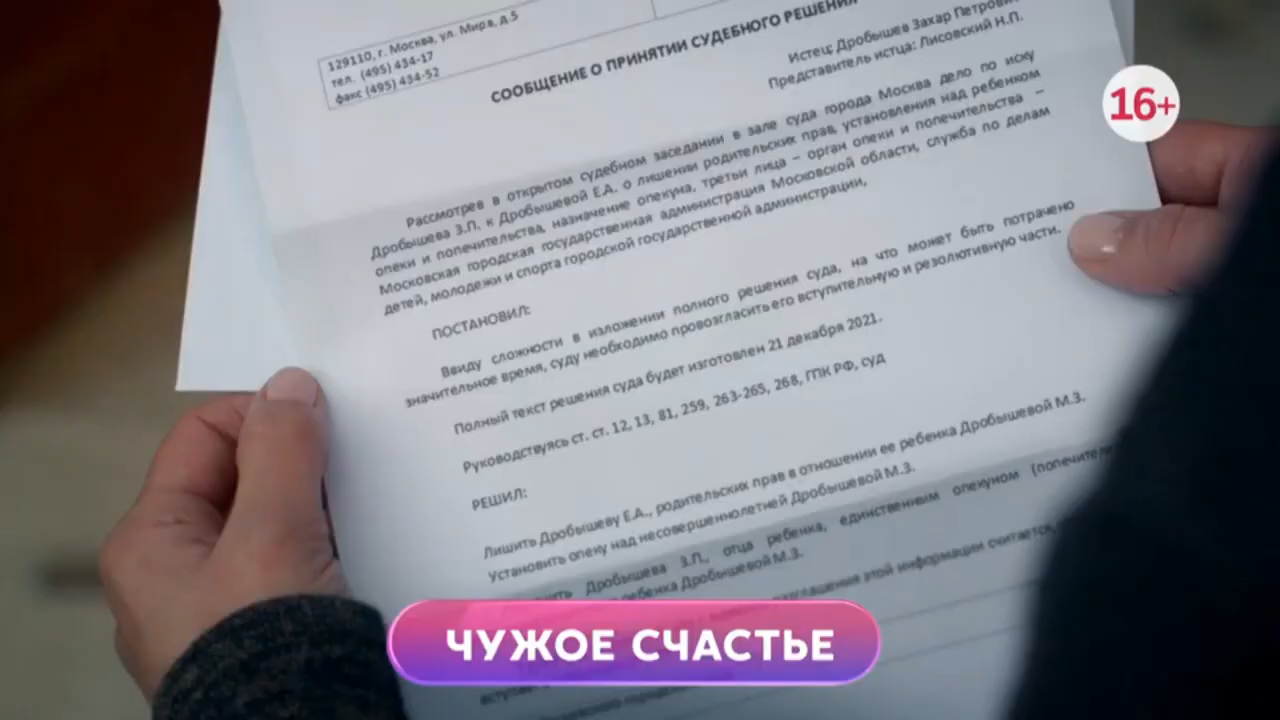 129110, г. Москва, ул. Мира, д.5
тел. (495) 434-17
факс (495) 434-52
СООБЩЕНИЕ О ПРИНЯТИИ СУДЕБНОГО РЕШЕНИЯ
Истец: Дробышев Захар Петрович
Представитель истца: Лисовский Н.П.
16+
Рассмотрев в открытом судебном заседании в зале суда города Москва дело по иску
Дробышева З.П. к Дробышевой Е.А. о лишении родительских прав, установления над ребенком
опеки и попечительства, назначение опекуна, третьи лица – орган опеки и попечительства –
Московская городская государственная администрация Московской области, служба по делам
детей, молодежи и спорта городской государственной администрации,
ПОСТАНОВИЛ:
Ввиду сложности в изложении полного решения суда, на что может быть потрачено
значительное время, суду необходимо провозгласить его вступительную и резолютивную части.
Полный текст решения суда будет изготовлен 21 декабря 2021.
Руководствуясь ст. ст. 12, 13, 81, 259, 263-265, 268, ГПК РФ, суд
РЕШИЛ:
Лишить Дробышеву Е.А., родительских прав в отношении ее ребенка Дробышевой М.З.
Установить опеку над несовершеннолетней Дробышевой М.З.
Дробышева З.П., отца ребенка, единственным опекуном
ребенка Дробышевой М.З.
разглашения этой информации считается,
ЧУЖОЕ СЧАСТЬЕ